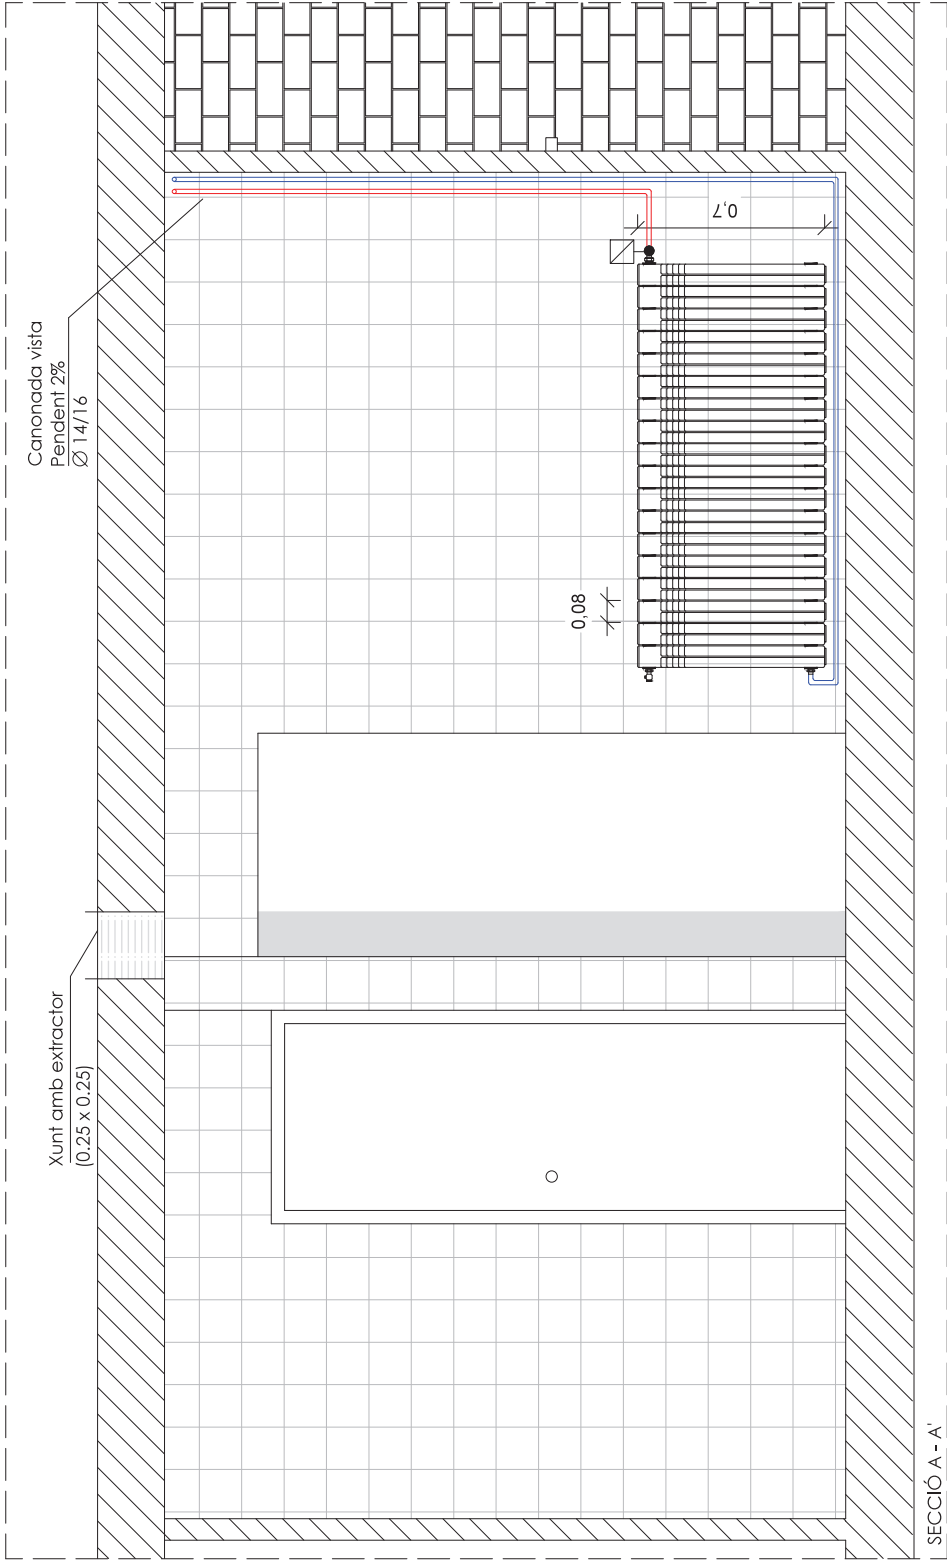 Xunt amb extractor
(0.25 x 0.25)
Canonada vista
Pendent 2%
Ø 14/16
0,08
0,7
SECCIÓ A - A'